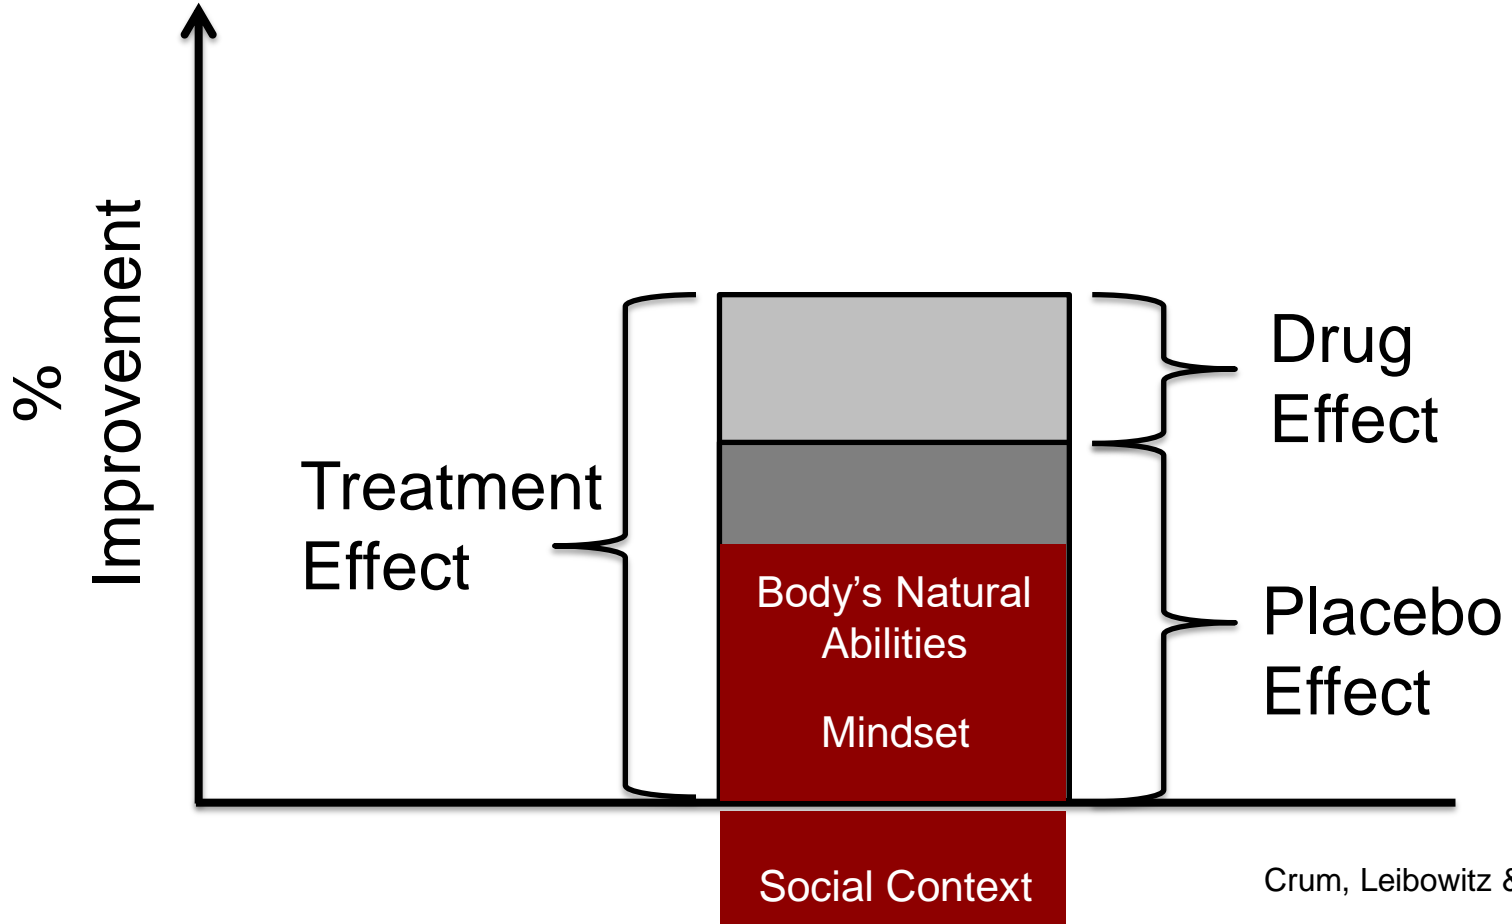 %
Improvement
Treatment
Effect
Drug
Effect
Body's Natural
Abilities
Mindset
Placebo
Effect
Social Context
Crum, Leibowitz &